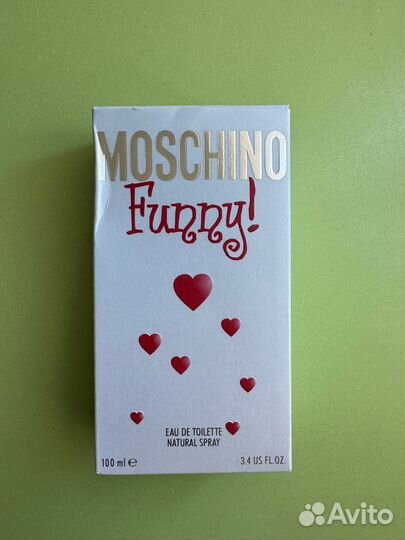 MOSCHINO
Funny!
EAU DE TOILETTE
NATURAL SPRAY
100 ml ℮
3.4 US FL.OZ.
Avito